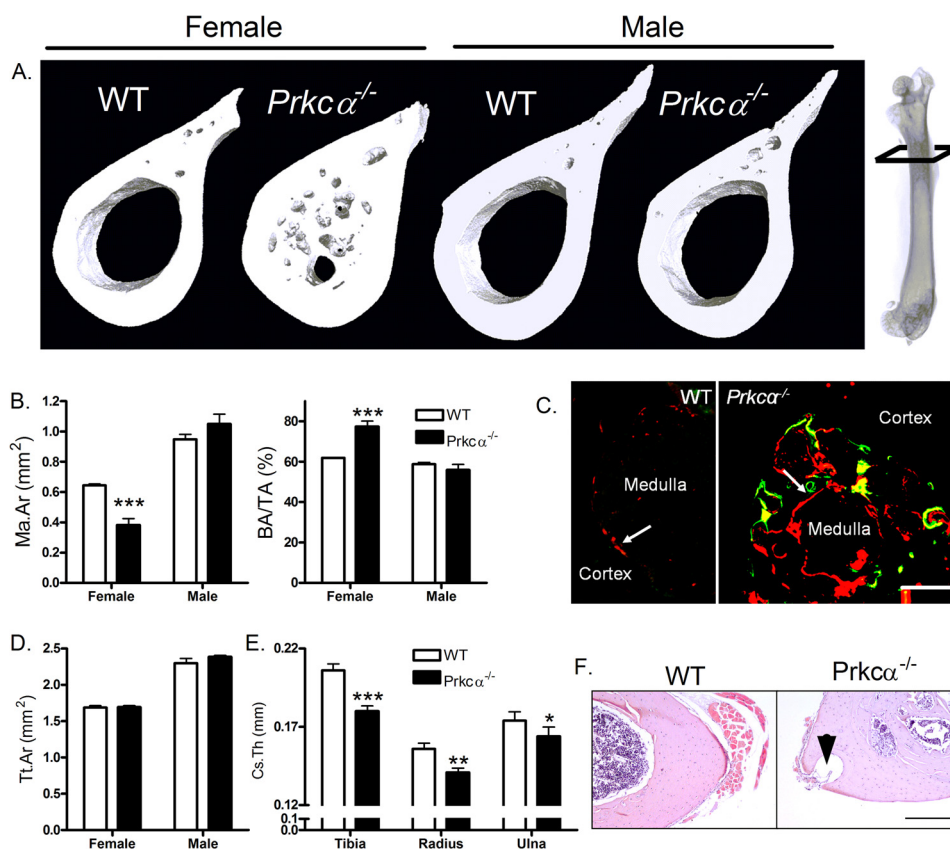 Female Male
A.
WT Prkcα-/- WT Prkcα-/-
B.
Ma.Ar (mm²)
1.2
1.0
0.8
0.6
0.4
0.2
0.0
***
WT
Prkcα-/-
Female Male
BA/TA (%)
80
60
40
20
0
***
Female Male
C.
WT Prkcα-/-
Medulla
Cortex
Cortex
Medulla
D.
Tt.Ar (mm²)
2.5
2.0
1.5
1.0
0.5
0.0
Female Male
E.
Cs.Th (mm)
0.22
0.17
0.12
0.1
0.0
WT
Prkcα-/-
*** ** *
Tibia Radius Ulna
F.
WT Prkcα-/-